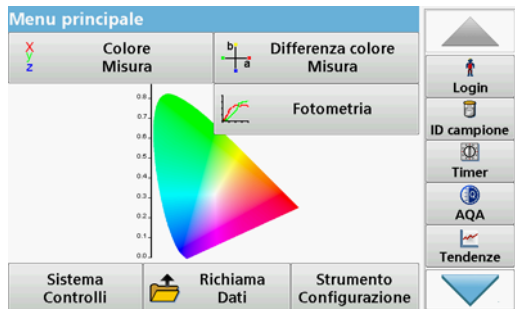 Menu principale
X
y
z
Colore
Misura
b
a
Differenza colore
Misura
Fotometria
0.8
0.7
0.6
0.5
0.4
0.3
0.2
0.1
0.0
Sistema
Controlli
Richiama
Dati
Strumento
Configurazione
Login
ID campione
Timer
AQA
Tendenze